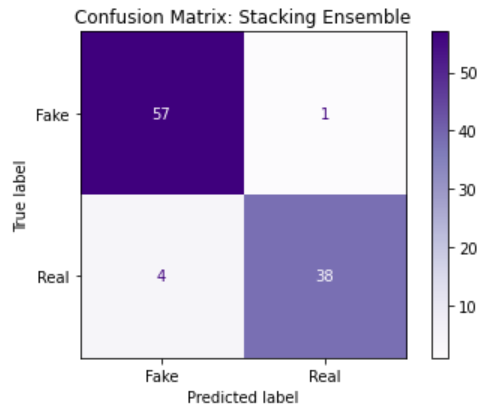 Confusion Matrix: Stacking Ensemble
Fake
57
1
Real
4
38
Fake
Real
Predicted label
True label
50
40
30
20
10